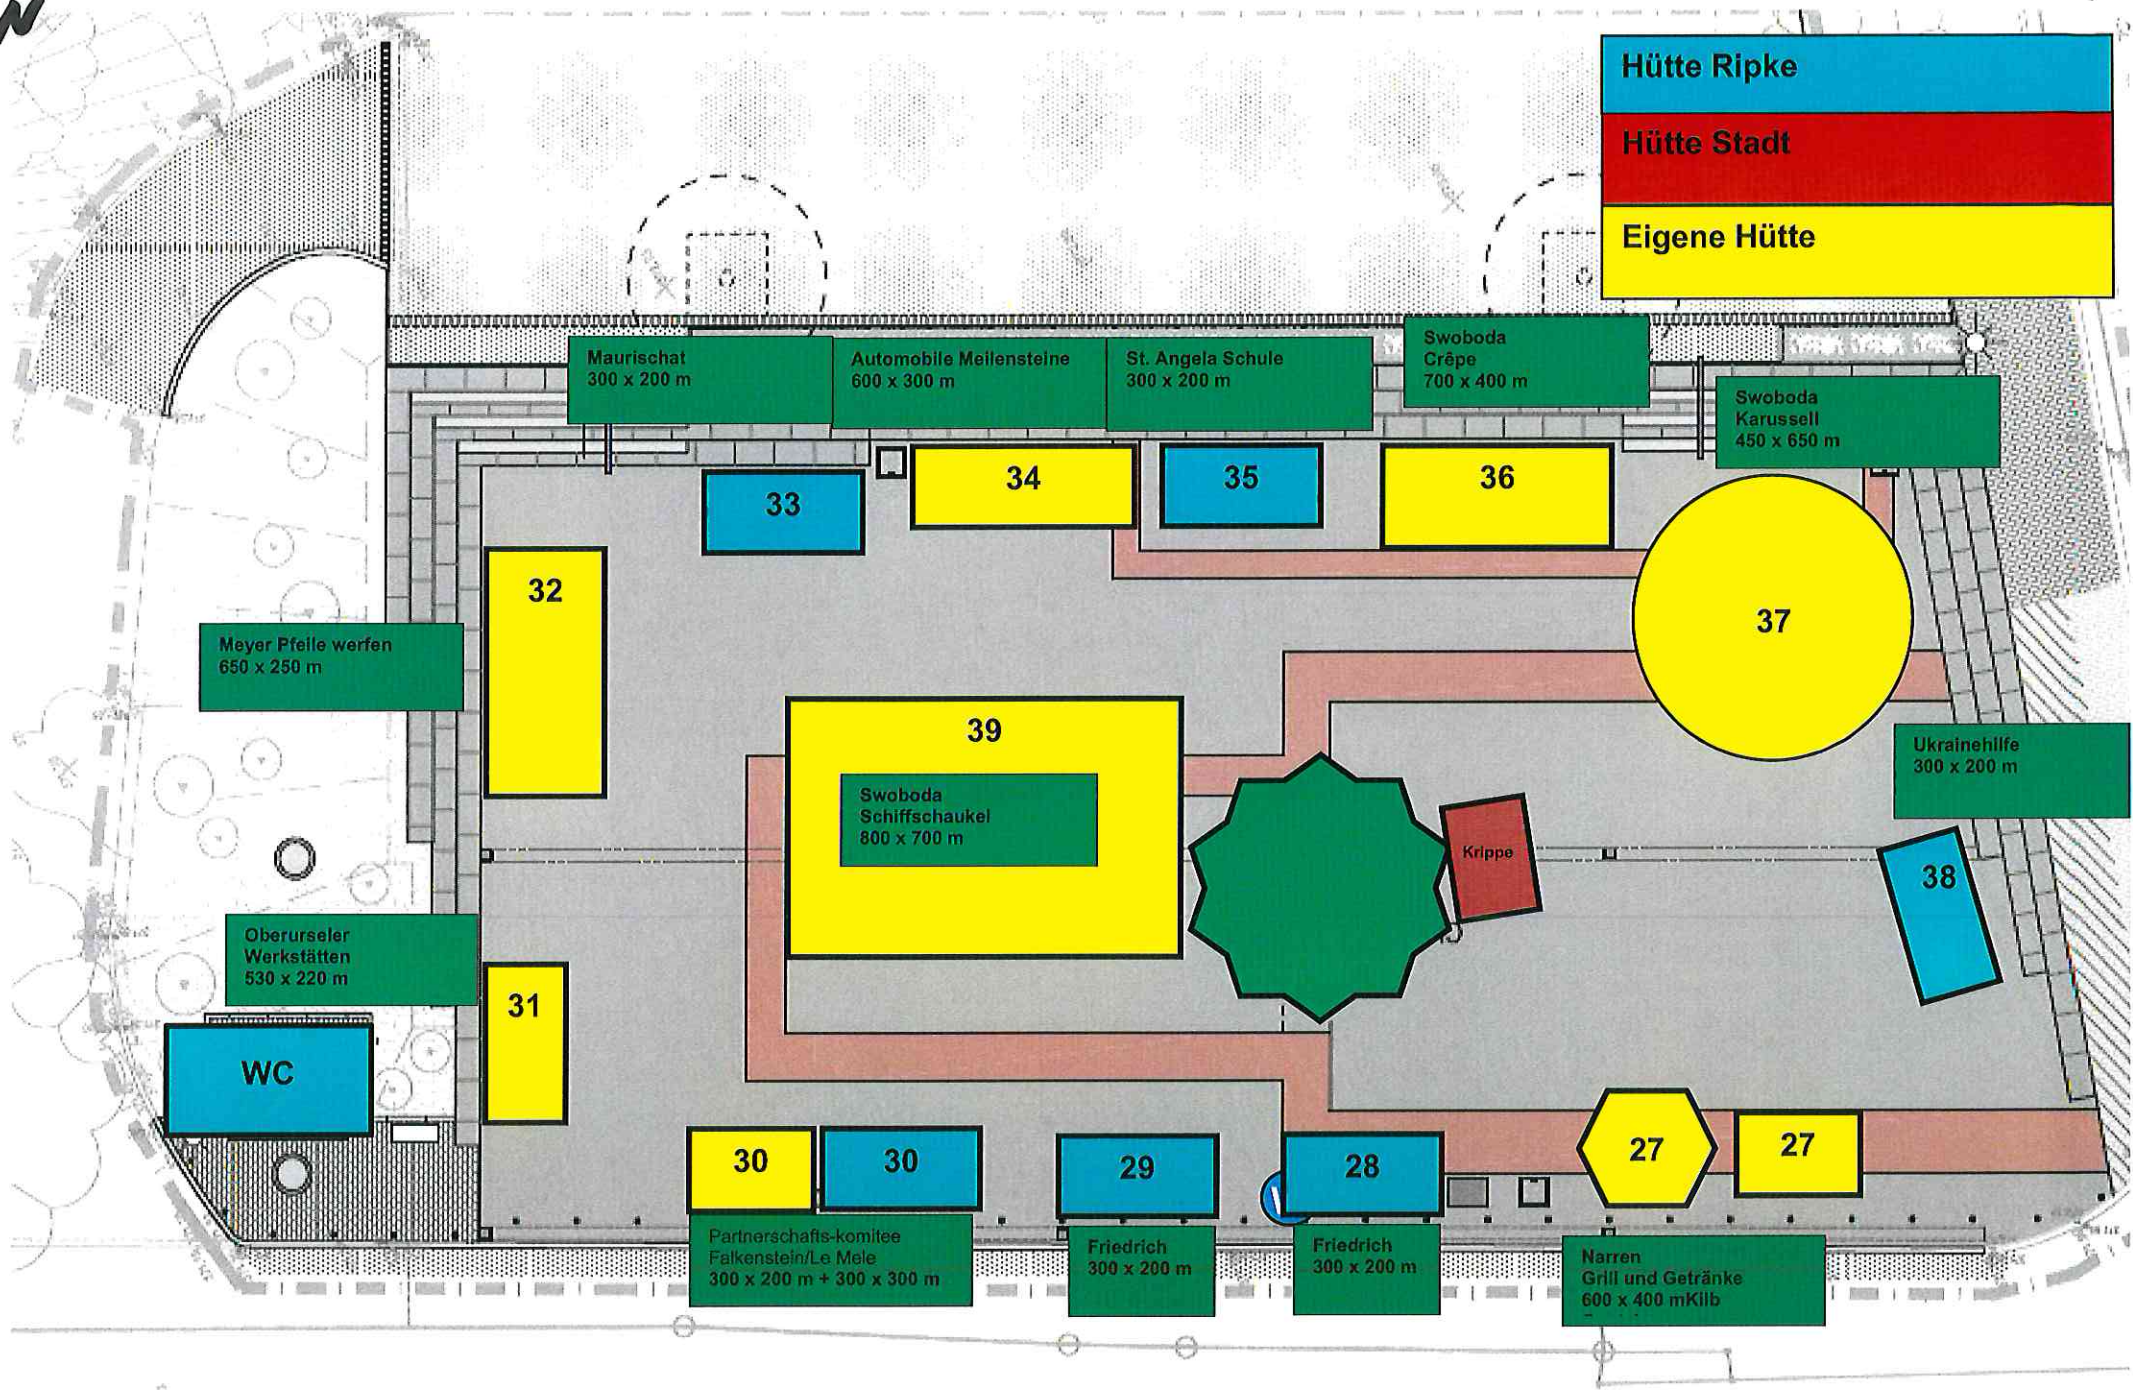 N
Hütte Ripke
Hütte Stadt
Eigene Hütte
Maurischat
300 x 200 m
Automobile Meilensteine
600 x 300 m
St. Angela Schule
300 x 200 m
Swoboda
Crêpe
700 x 400 m
Swoboda
Karussell
450 x 650 m
33
34
35
36
37
32
Meyer Pfeile werfen
650 x 250 m
39
Swoboda
Schiffschaukel
800 x 700 m
Krippe
Ukrainehilfe
300 x 200 m
38
Oberurseler
Werkstätten
530 x 220 m
31
WC
30
30
29
28
27
27
Partnerschafts-komitee
Falkenstein/Le Mele
300 x 200 m + 300 x 300 m
Friedrich
300 x 200 m
Friedrich
300 x 200 m
Narren
Grill und Getränke
600 x 400 mKilb